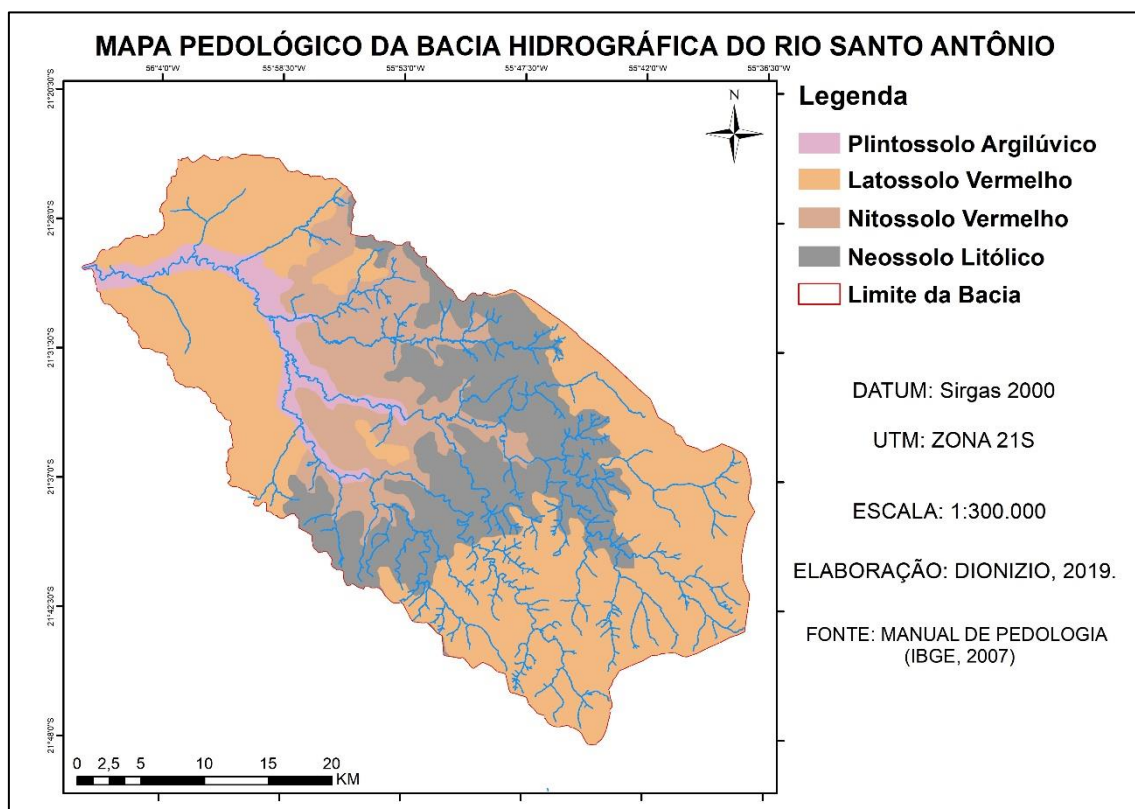 MAPA PEDOLÓGICO DA BACIA HIDROGRÁFICA DO RIO SANTO ANTÔNIO
56°4'0"W 55°58'30"W 55°53'0"W 55°47'30"W 55°42'0"W 55°36'30"W
21°20'30"S
21°26'0"S
21°31'30"S
21°37'0"S
21°42'30"S
21°48'0"S
N
Legenda
Plintossolo Argilúvico
Latossolo Vermelho
Nitossolo Vermelho
Neossolo Litólico
Limite da Bacia
DATUM: Sirgas 2000
UTM: ZONA 21S
ESCALA: 1:300.000
ELABORAÇÃO: DIONIZIO, 2019.
FONTE: MANUAL DE PEDOLOGIA
(IBGE, 2007)
0 2,5 5 10 15 20
KM